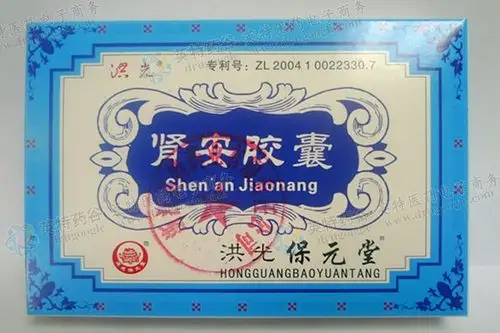 洪光
专利号：ZL 2004 1 0022330.7
肾安胶囊
Shen an Jiaonang
洪光 保元堂®
HONGGUANGBAOYUANTANG